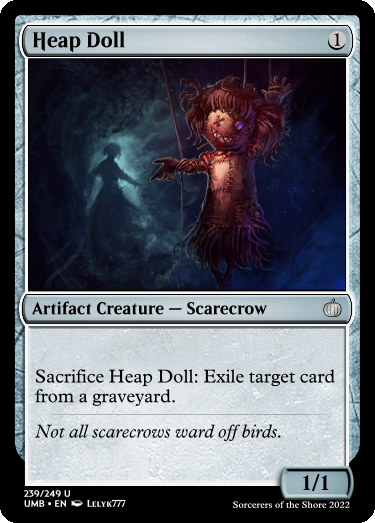 Heap Doll 1
Artifact Creature — Scarecrow
Sacrifice Heap Doll: Exile target card
from a graveyard.
Not all scarecrows ward off birds.
1/1
239/249 U
UMB • EN Lelyk777
Sorcerers of the Shore 2022